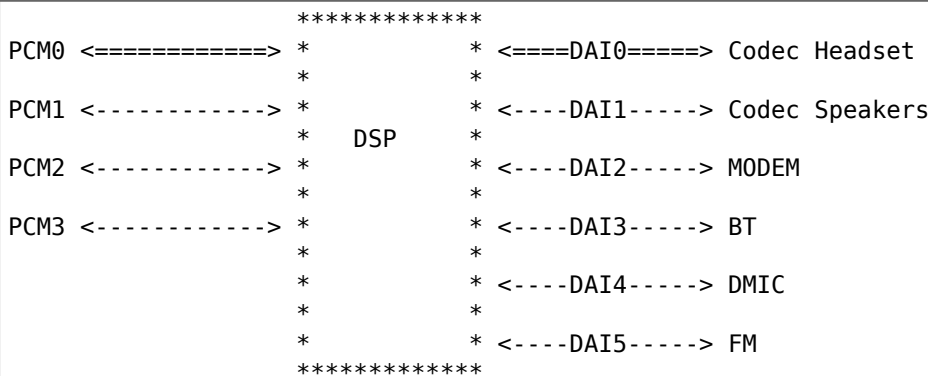 *************
PCM0 <============> *           * <====DAI0=====> Codec Headset
                    *           *
PCM1 <------------> *           * <----DAI1-----> Codec Speakers
                    *   DSP     *
PCM2 <------------> *           * <----DAI2-----> MODEM
                    *           *
PCM3 <------------> *           * <----DAI3-----> BT
                    *           *
                    *           * <----DAI4-----> DMIC
                    *           *
                    *           * <----DAI5-----> FM
                    *************